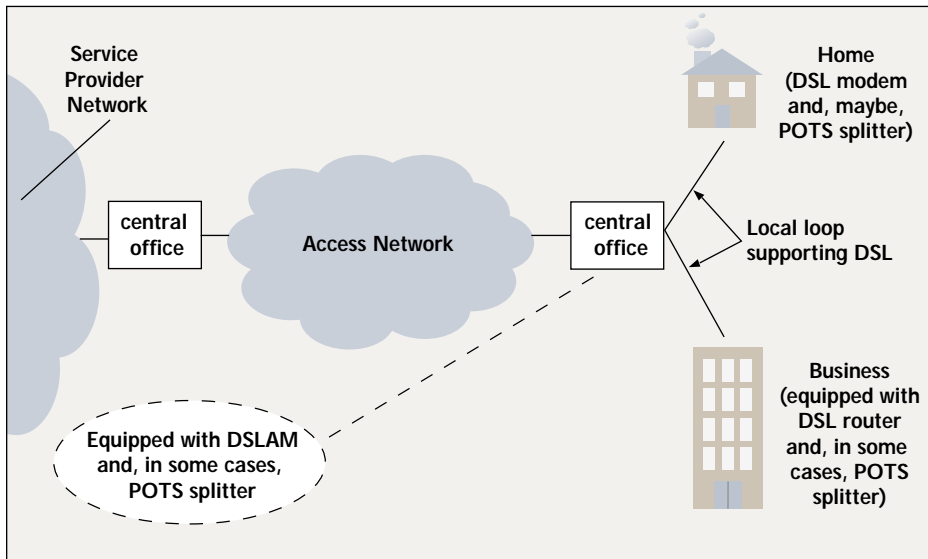 Service
Provider
Network
central
office
Access Network
central
office
Home
(DSL modem
and, maybe,
POTS splitter)
Local loop
supporting DSL
Equipped with DSLAM
and, in some cases,
POTS splitter
Business
(equipped with
DSL router
and, in some
cases, POTS
splitter)